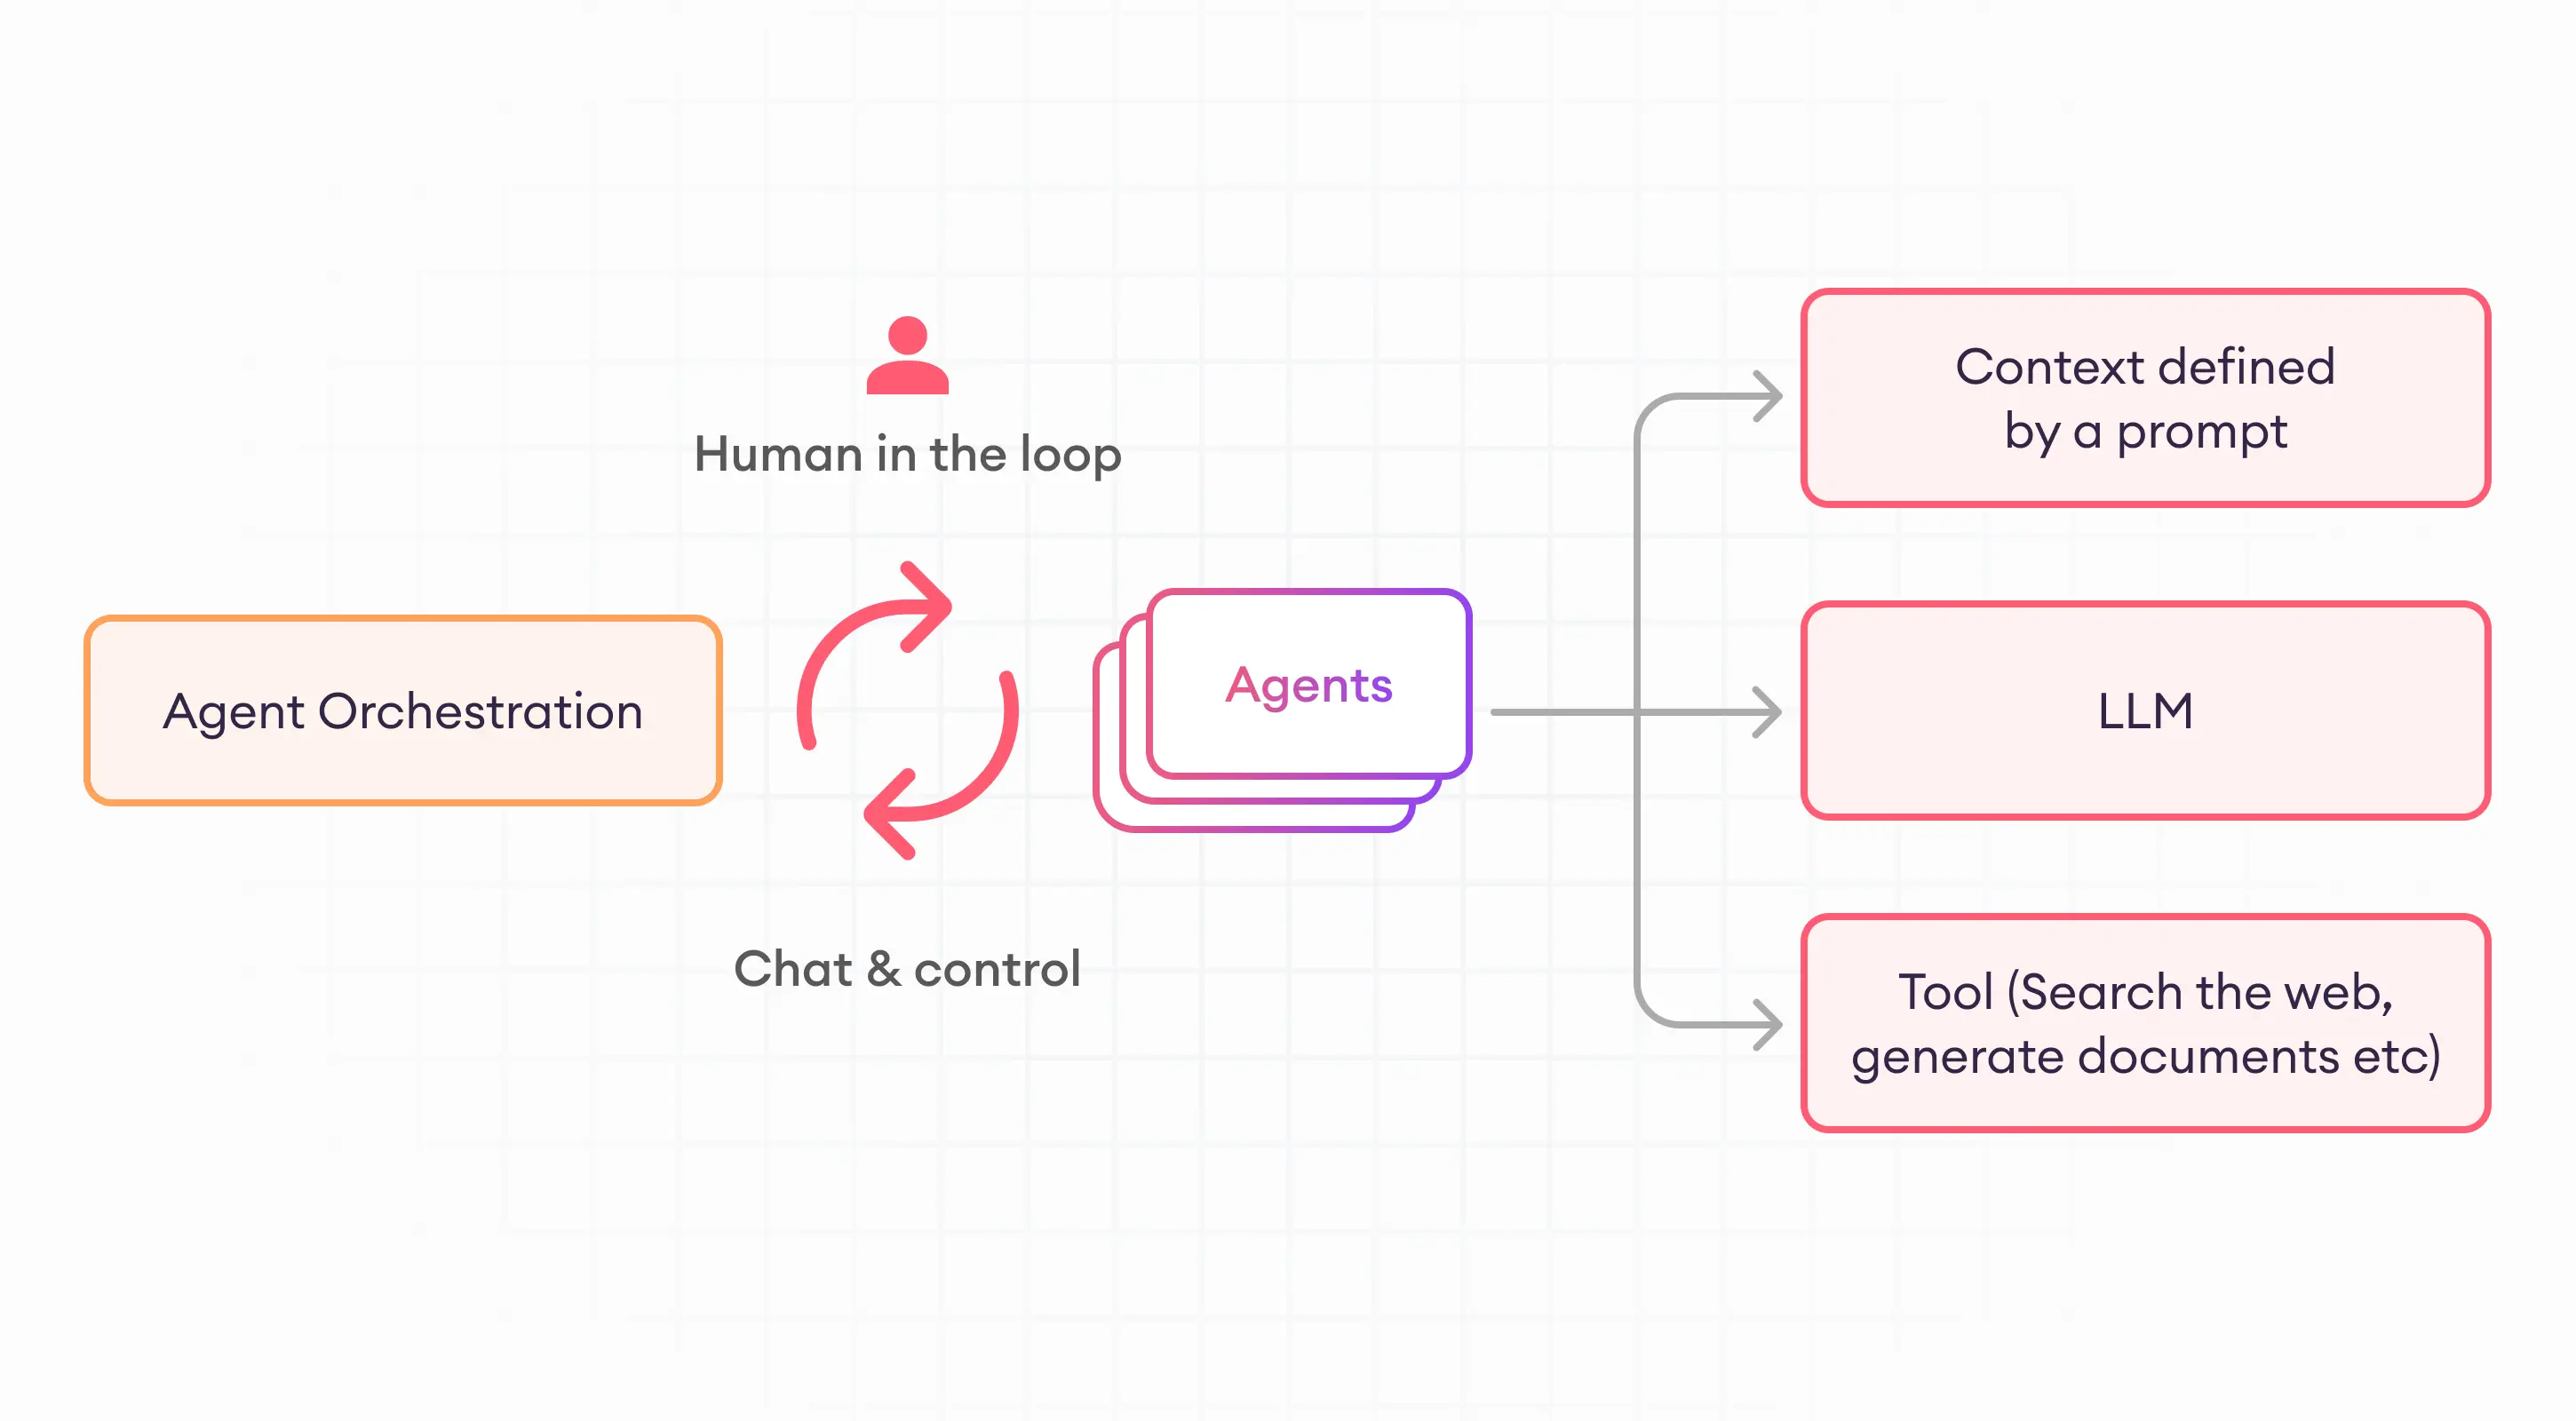 Human in the loop
Agent Orchestration
Agents
Chat & control
Context defined
by a prompt
LLM
Tool (Search the web,
generate documents etc)